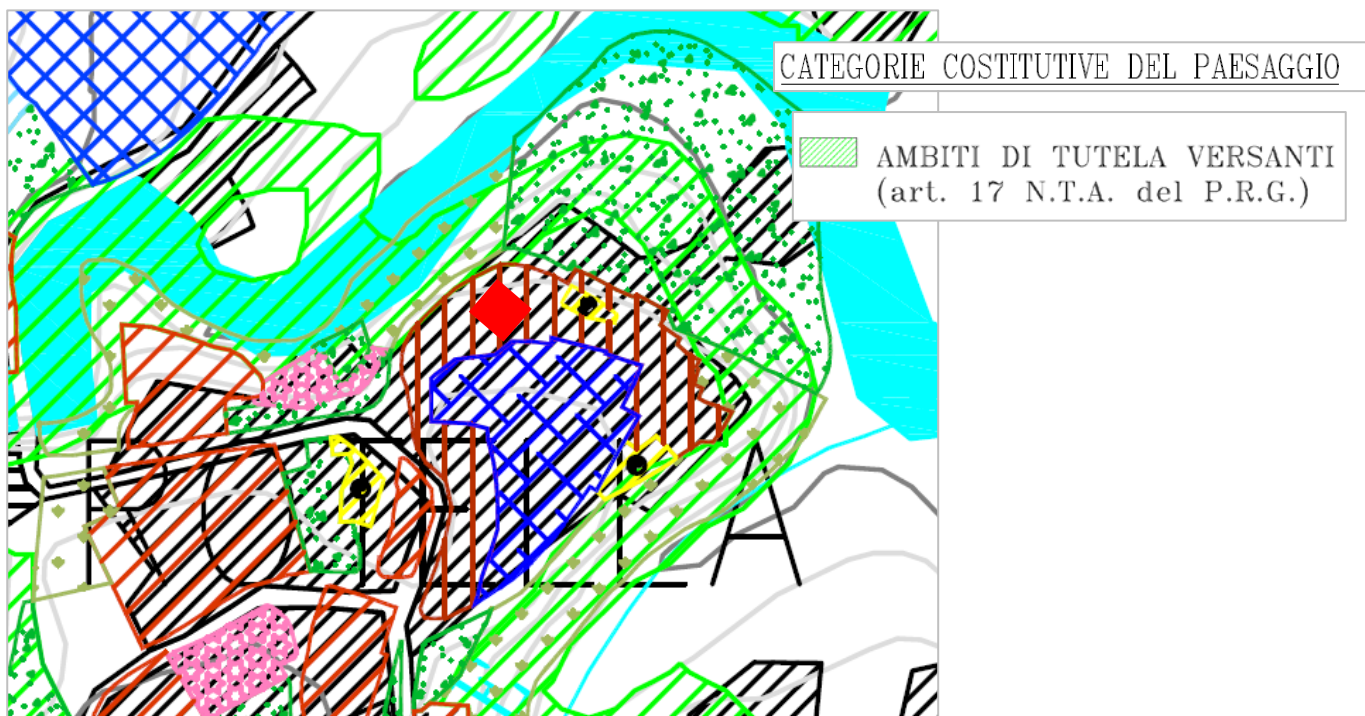 CATEGORIE COSTITUTIVE DEL PAESAGGIO
AMBITI DI TUTELA VERSANTI
(art. 17 N.T.A. del P.R.G.)